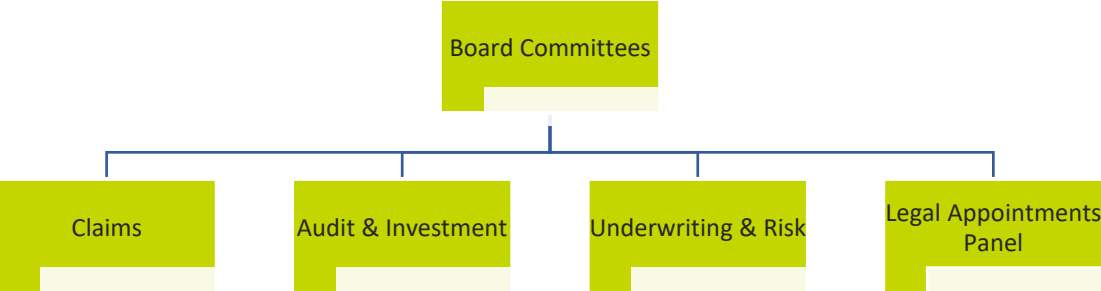 Board Committees
Claims
Audit & Investment
Underwriting & Risk
Legal Appointments
Panel